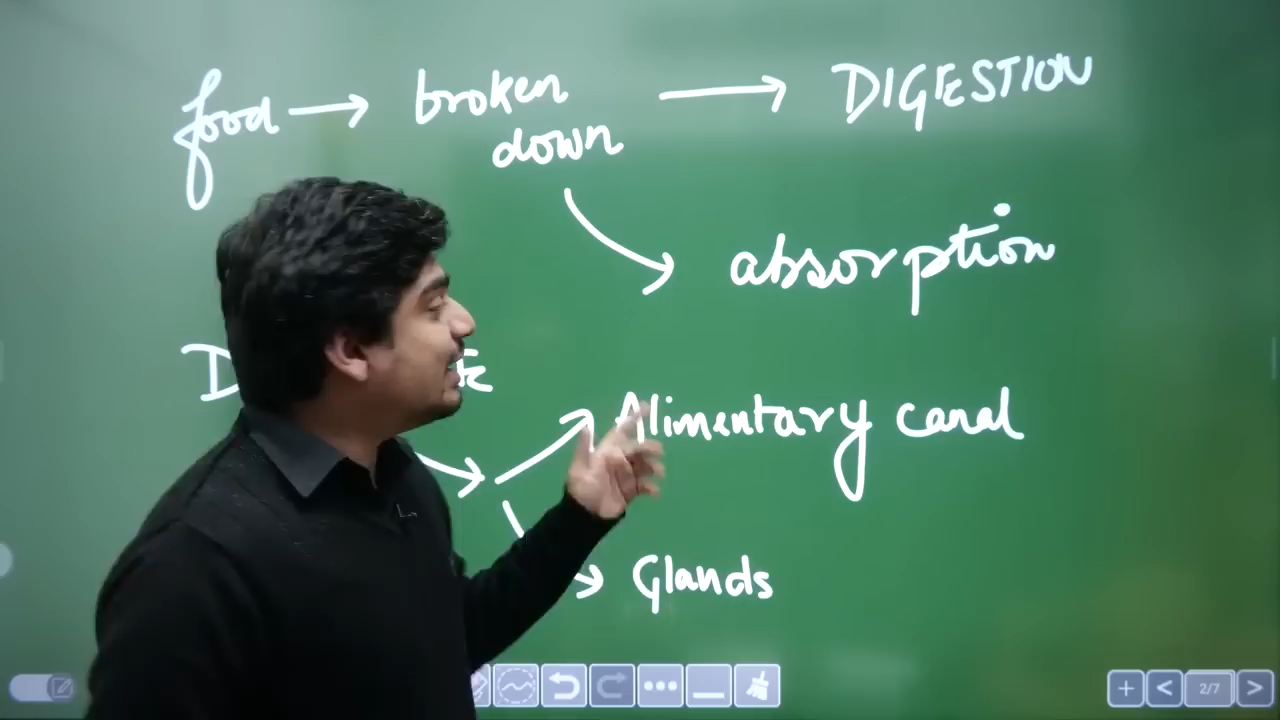 food → broken down → DIGESTION
absorption
Alimentary canal
Glands
2/7